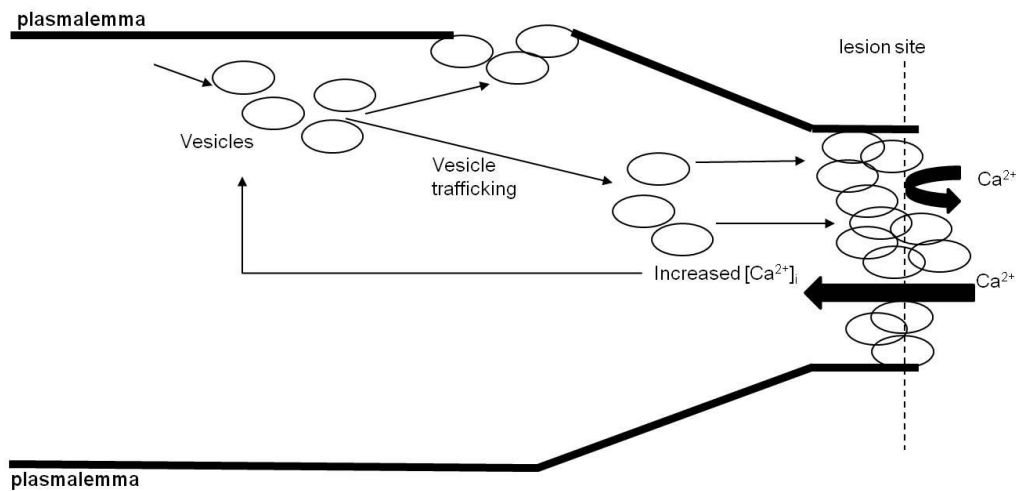 plasmalemma
lesion site
Vesicles
Vesicle
trafficking
Ca²⁺
Increased [Ca²⁺]ᵢ
Ca²⁺
plasmalemma